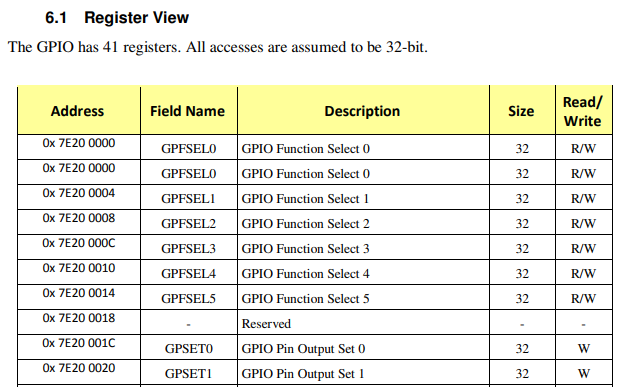 6.1 Register View
The GPIO has 41 registers. All accesses are assumed to be 32-bit.
Address Field Name Description Size Read/
Write
0x 7E20 0000 GPFSEL0 GPIO Function Select 0 32 R/W
0x 7E20 0000 GPFSEL0 GPIO Function Select 0 32 R/W
0x 7E20 0004 GPFSEL1 GPIO Function Select 1 32 R/W
0x 7E20 0008 GPFSEL2 GPIO Function Select 2 32 R/W
0x 7E20 000C GPFSEL3 GPIO Function Select 3 32 R/W
0x 7E20 0010 GPFSEL4 GPIO Function Select 4 32 R/W
0x 7E20 0014 GPFSEL5 GPIO Function Select 5 32 R/W
0x 7E20 0018 - Reserved - -
0x 7E20 001C GPSET0 GPIO Pin Output Set 0 32 W
0x 7E20 0020 GPSET1 GPIO Pin Output Set 1 32 W